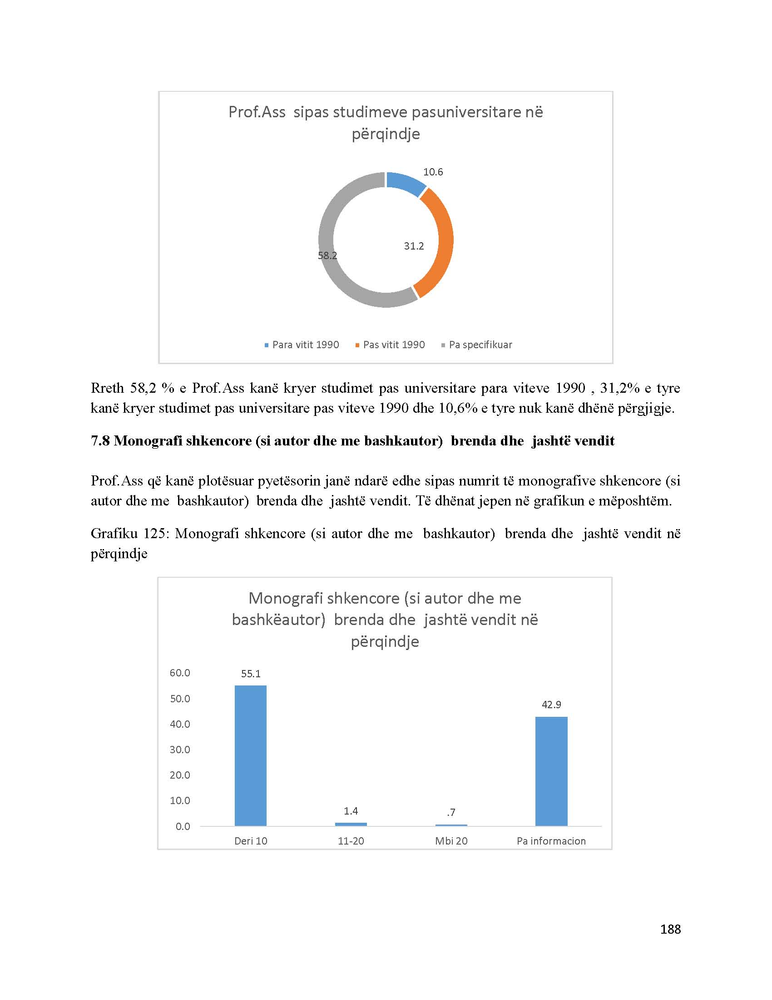 Prof.Ass  sipas studimeve pasuniversitare në
përqindje
10.6
31.2
58.2
Para vitit 1990
Pas vitit 1990
Pa specifikuar
Rreth 58,2 % e Prof.Ass kanë kryer studimet pas universitare para viteve 1990 , 31,2% e tyre
kanë kryer studimet pas universitare pas viteve 1990 dhe 10,6% e tyre nuk kanë dhënë përgjigje.
7.8 Monografi shkencore (si autor dhe me bashkautor)  brenda dhe  jashtë vendit
Prof.Ass që kanë plotësuar pyetësorin janë ndarë edhe sipas numrit të monografive shkencore (si
autor dhe me  bashkautor)  brenda dhe  jashtë vendit. Të dhënat jepen në grafikun e mëposhtëm.
Grafiku 125: Monografi shkencore (si autor dhe me  bashkautor)  brenda dhe  jashtë vendit në
përqindje
Monografi shkencore (si autor dhe me
bashkëautor)  brenda dhe  jashtë vendit në
përqindje
60.0
50.0
40.0
30.0
20.0
10.0
0.0
55.1
1.4
.7
42.9
Deri 10
11-20
Mbi 20
Pa informacion
188